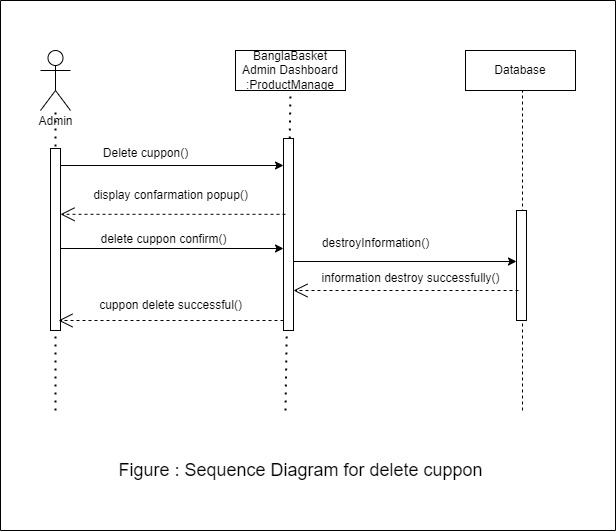 BanglaBasket
Admin Dashboard
:ProductManage
Database
Admin
Delete cuppon()
display confarmation popup()
delete cuppon confirm()
destroyInformation()
information destroy successfully()
cuppon delete successful()
Figure : Sequence Diagram for delete cuppon